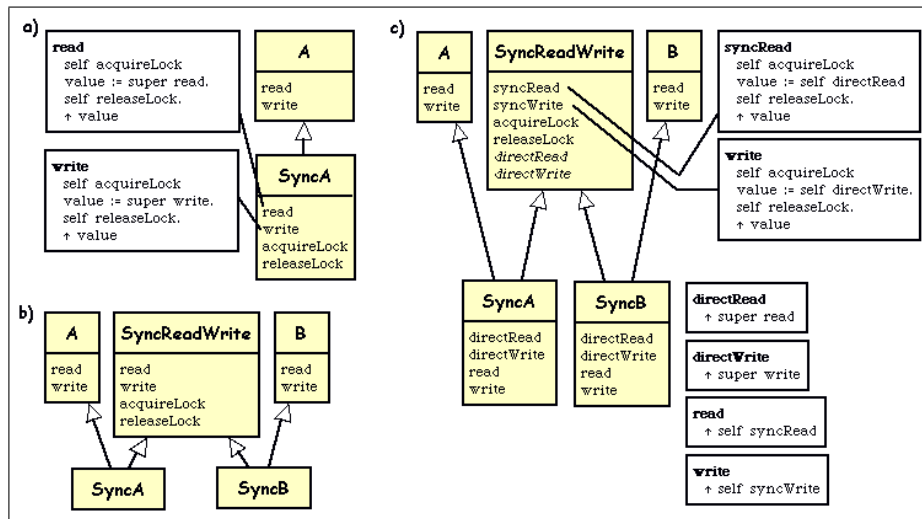 a)
read
self acquireLock
value := super read.
self releaseLock.
↑ value
write
self acquireLock
value := super write.
self releaseLock.
↑ value
A
read
write
SyncA
read
write
acquireLock
releaseLock
b)
A
read
write
SyncReadWrite
read
write
acquireLock
releaseLock
B
read
write
SyncA
SyncB
c)
A
read
write
SyncReadWrite
syncRead
syncWrite
acquireLock
releaseLock
directRead
directWrite
B
read
write
syncRead
self acquireLock
value := self directRead
self releaseLock.
↑ value
write
self acquireLock
value := self directWrite.
self releaseLock.
↑ value
SyncA
directRead
directWrite
read
write
SyncB
directRead
directWrite
read
write
directRead
↑ super read
directWrite
↑ super write
read
↑ self syncRead
write
↑ self syncWrite